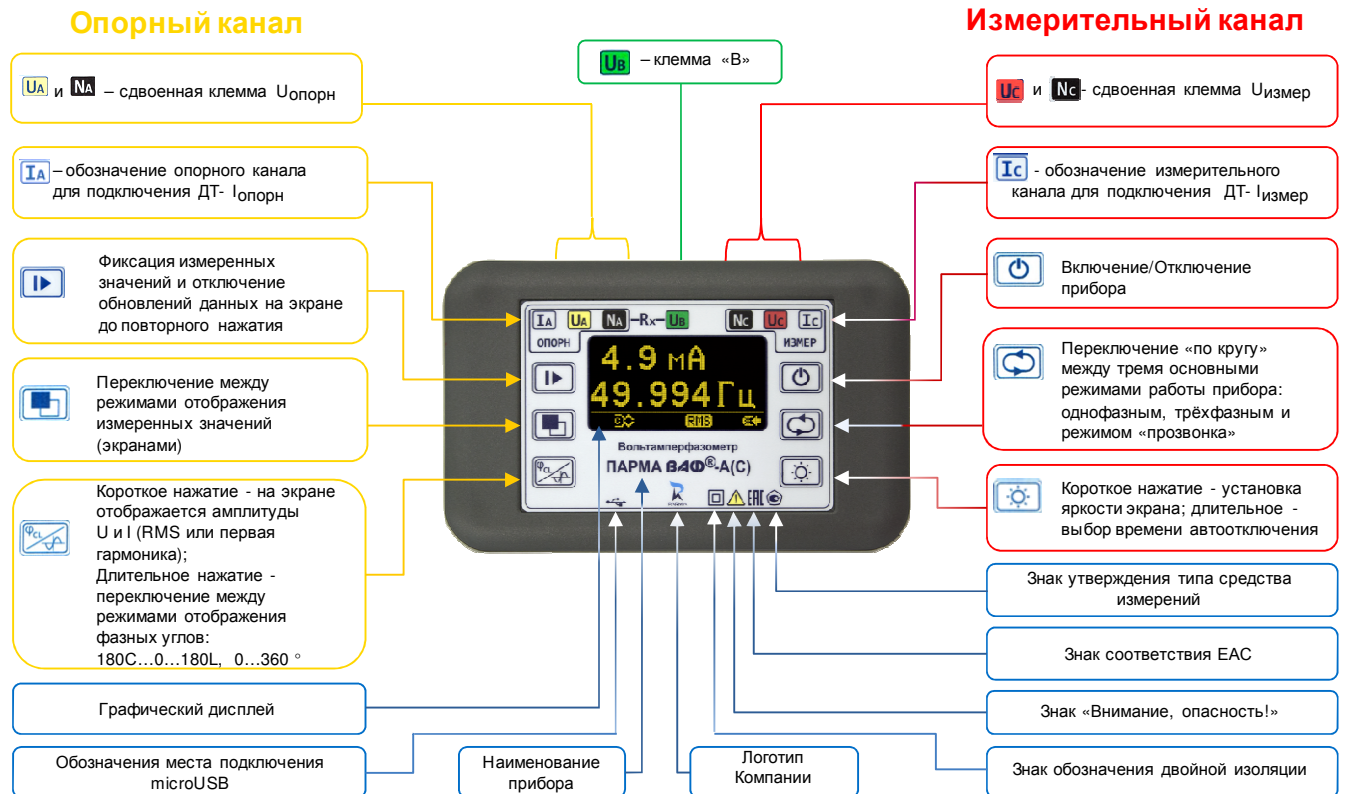 Опорный канал
Измерительный канал
UB – клемма «В»
UA и NA – сдвоенная клемма Uопорн
UC и NC - сдвоенная клемма Uизмер
IA – обозначение опорного канала
для подключения ДТ- Iопорн
IC - обозначение измерительного
канала для подключения ДТ- Iизмер
Фиксация измеренных
значений и отключение
обновлений данных на экране
до повторного нажатия
Включение/Отключение
прибора
Переключение между
режимами отображения
измеренных значений
(экранами)
Переключение «по кругу»
между тремя основными
режимами работы прибора:
однофазным, трёхфазным и
режимом «прозвонка»
φCL
Короткое нажатие - на экране
отображается амплитуды
U и I (RMS или первая
гармоника);
Длительное нажатие -
переключение между
режимами отображения
фазных углов:
180С...0...180L, 0...360 °
Короткое нажатие - установка
яркости экрана; длительное -
выбор времени автоотключения
IA UA NA –Rx– UB NC UC IC
ОПОРН
ИЗМЕР
4.9 мА
49.994Гц
RMS
Вольтамперфазометр
ПАРМА ВАФ®-А(С)
φCL
EAC
Знак утверждения типа средства
измерений
Знак соответствия ЕАС
Графический дисплей
Знак «Внимание, опасность!»
Обозначения места подключения
microUSB
Наименование
прибора
Логотип
Компании
Знак обозначения двойной изоляции